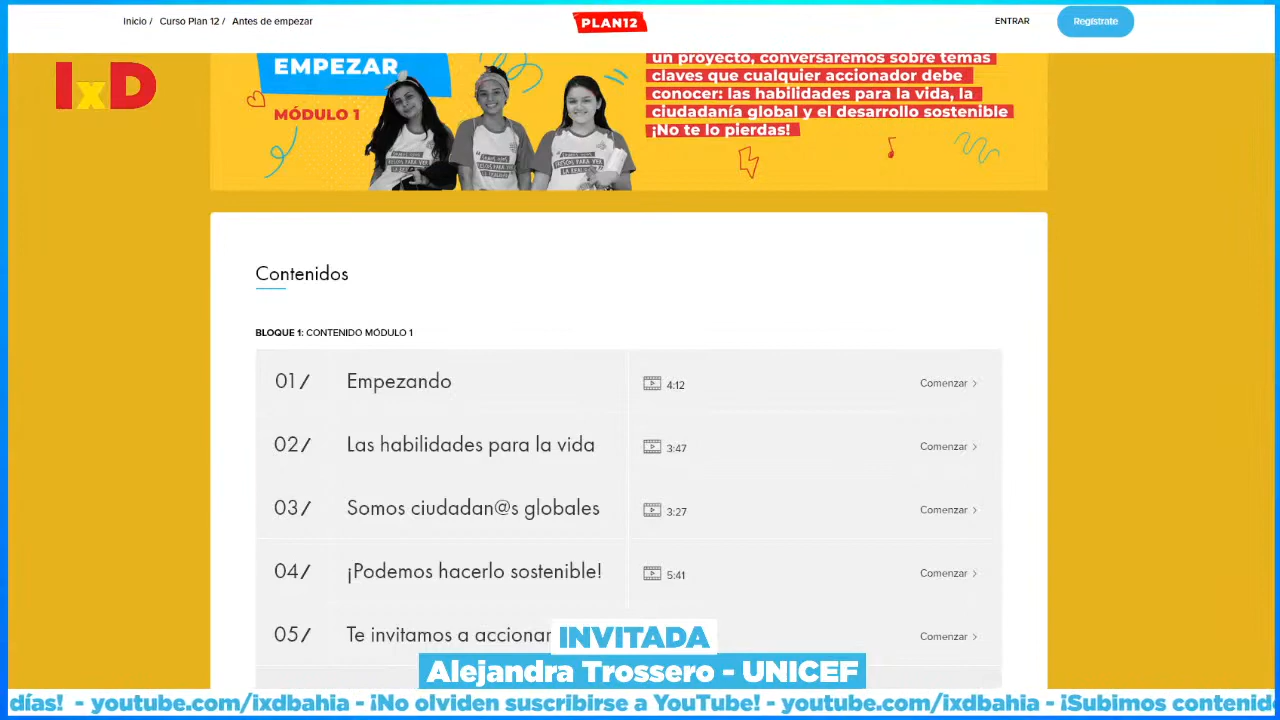 Inicio / Curso Plan 12 / Antes de empezar
PLAN12
ENTRAR
Regístrate
IxD
EMPEZAR
MÓDULO 1
un proyecto, conversaremos sobre temas
claves que cualquier accionador debe
conocer: las habilidades para la vida, la
ciudadanía global y el desarrollo sostenible
¡No te lo pierdas!
Contenidos
BLOQUE 1: CONTENIDO MÓDULO 1
01/ Empezando 4:12 Comenzar >
02/ Las habilidades para la vida 3:47 Comenzar >
03/ Somos ciudadan@s globales 3:27 Comenzar >
04/ ¡Podemos hacerlo sostenible! 5:41 Comenzar >
05/ Te invitamos a accionar Comenzar >
INVITADA
Alejandra Trossero - UNICEF
días! - youtube.com/ixdbahia - ¡No olviden suscribirse a YouTube! - youtube.com/ixdbahia - ¡Subimos contenid